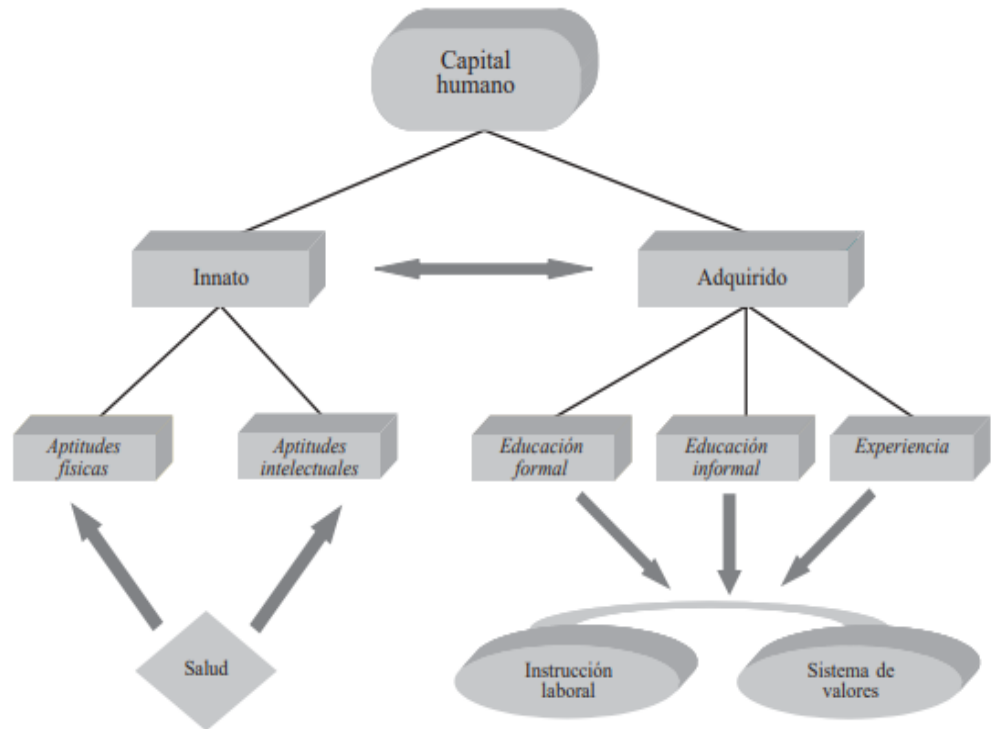 Capital
humano
Innato
Adquirido
Aptitudes
físicas
Aptitudes
intelectuales
Educación
formal
Educación
informal
Experiencia
Salud
Instrucción
laboral
Sistema de
valores